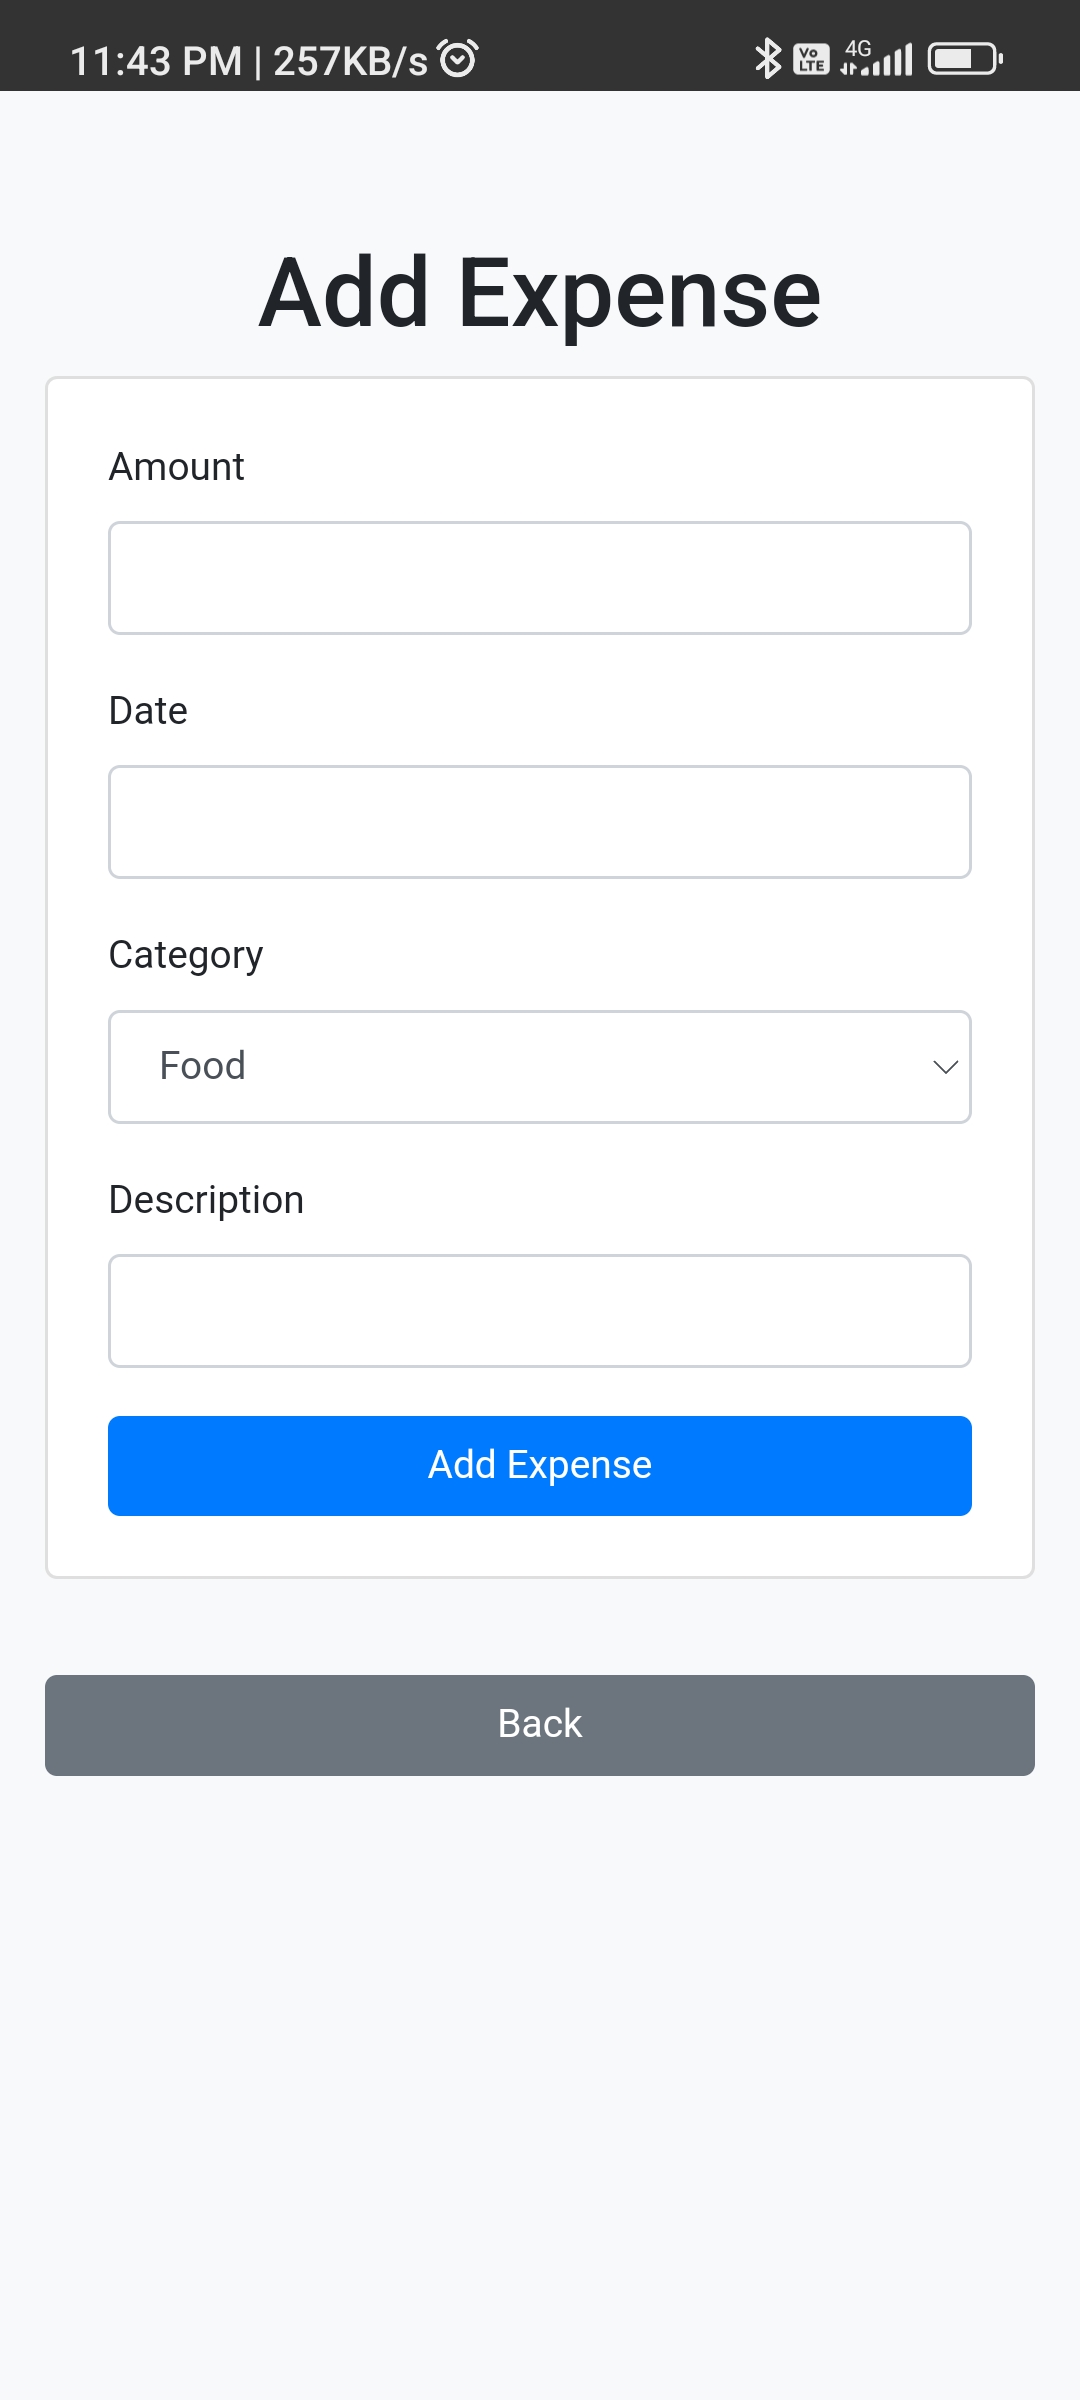 11:43 PM | 257KB/s
Vo LTE 4G
Add Expense
Amount
Date
Category
Food
Description
Add Expense
Back